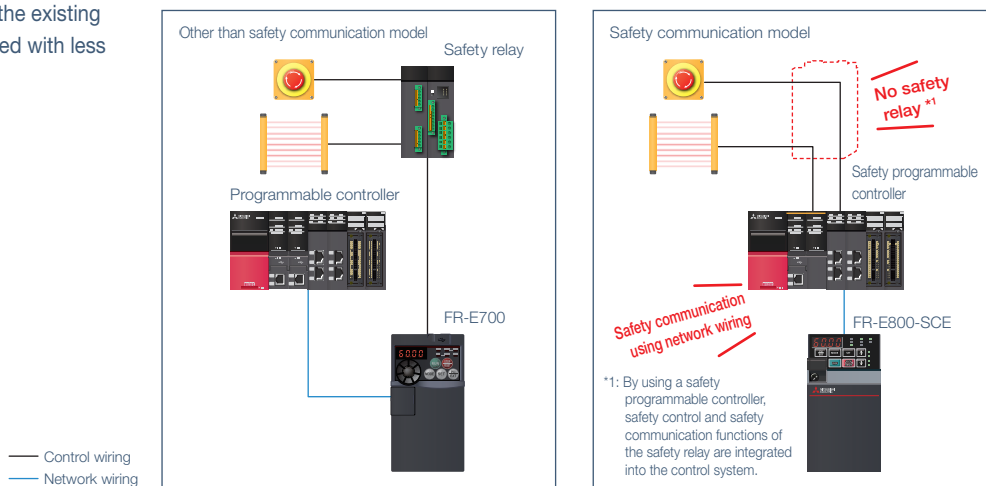 the existing
ed with less
Other than safety communication model
Safety relay
Programmable controller
FR-E700
6000
Control wiring
Network wiring
Safety communication model
No safety
relay *1
Safety programmable
controller
Safety communication
using network wiring
FR-E800-SCE
6000
*1: By using a safety
programmable controller,
safety control and safety
communication functions of
the safety relay are integrated
into the control system.